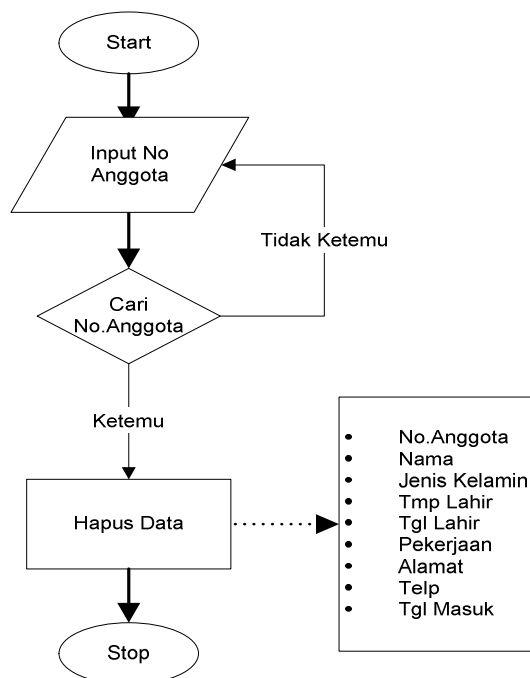 Start
Input No
Anggota
Tidak Ketemu
Cari
No.Anggota
Ketemu
Hapus Data
• No.Anggota
• Nama
• Jenis Kelamin
• Tmp Lahir
• Tgl Lahir
• Pekerjaan
• Alamat
• Telp
• Tgl Masuk
Stop